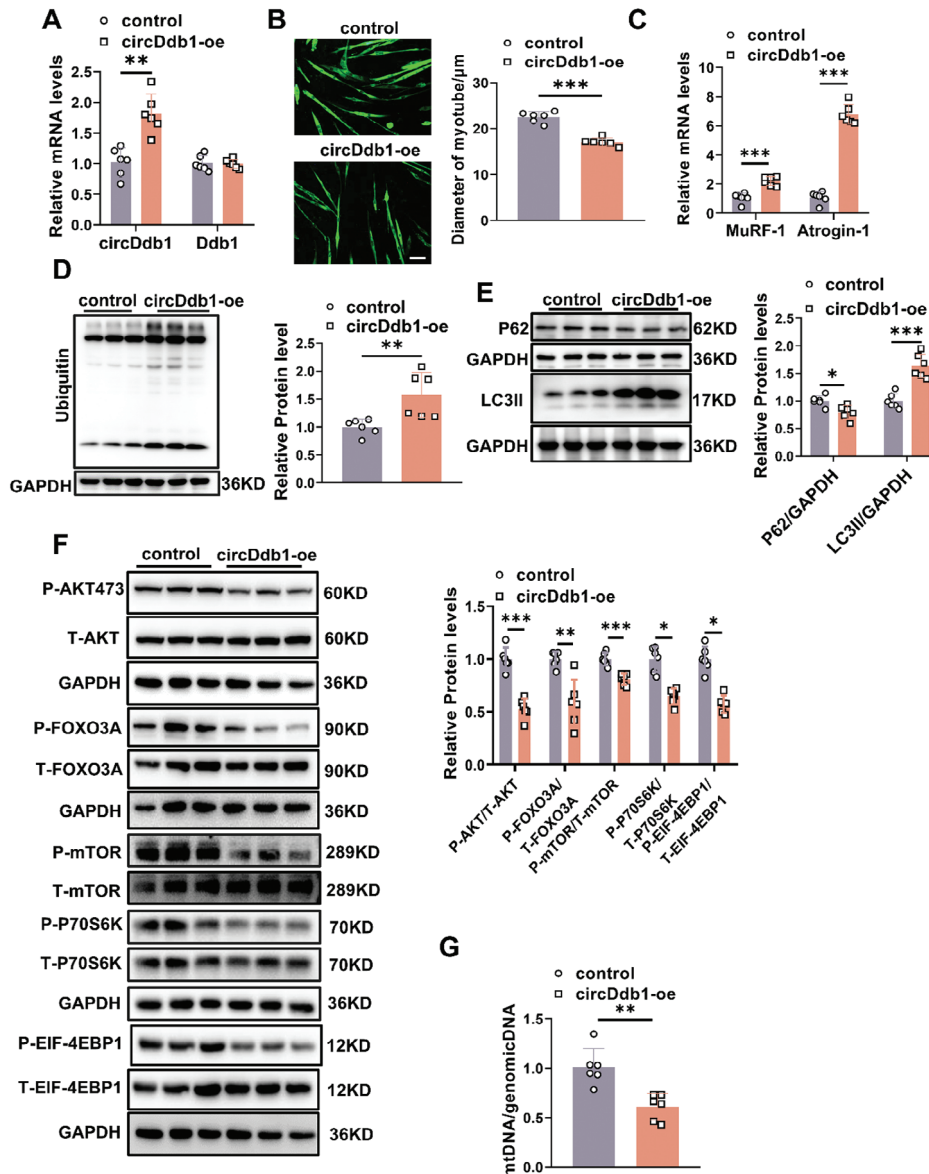 A
control
circDdb1-oe
**
Relative mRNA levels
2.5
2.0
1.5
1.0
0.5
0.0
circDdb1
Ddb1
B
control
circDdb1-oe
control
circDdb1-oe
***
Diameter of myotube/μm
30
20
10
0
C
control
circDdb1-oe
***
***
Relative mRNA levels
10
8
6
4
2
0
MuRF-1
Atrogin-1
D
control circDdb1-oe
Ubiquitin
GAPDH 36KD
control
circDdb1-oe
**
Relative Protein level
2.5
2.0
1.5
1.0
0.5
0.0
E
control circDdb1-oe
P62 62KD
GAPDH 36KD
LC3II 17KD
GAPDH 36KD
control
circDdb1-oe
*
***
Relative Protein level
2.5
2.0
1.5
1.0
0.5
0.0
P62/GAPDH
LC3II/GAPDH
F
control circDdb1-oe
P-AKT473 60KD
T-AKT 60KD
GAPDH 36KD
P-FOXO3A 90KD
T-FOXO3A 90KD
GAPDH 36KD
P-mTOR 289KD
T-mTOR 289KD
P-P70S6K 70KD
T-P70S6K 70KD
GAPDH 36KD
P-EIF-4EBP1 12KD
T-EIF-4EBP1 12KD
GAPDH 36KD
control
circDdb1-oe
*** ** *** * *
Relative Protein levels
1.5
1.0
0.5
0.0
P-AKT/T-AKT
P-FOXO3A/
T-FOXO3A
P-mTOR/T-mTOR
P-P70S6K/
T-P70S6K
P-EIF-4EBP1/
T-EIF-4EBP1
G
control
circDdb1-oe
**
mtDNA/genomicDNA
1.5
1.0
0.5
0.0